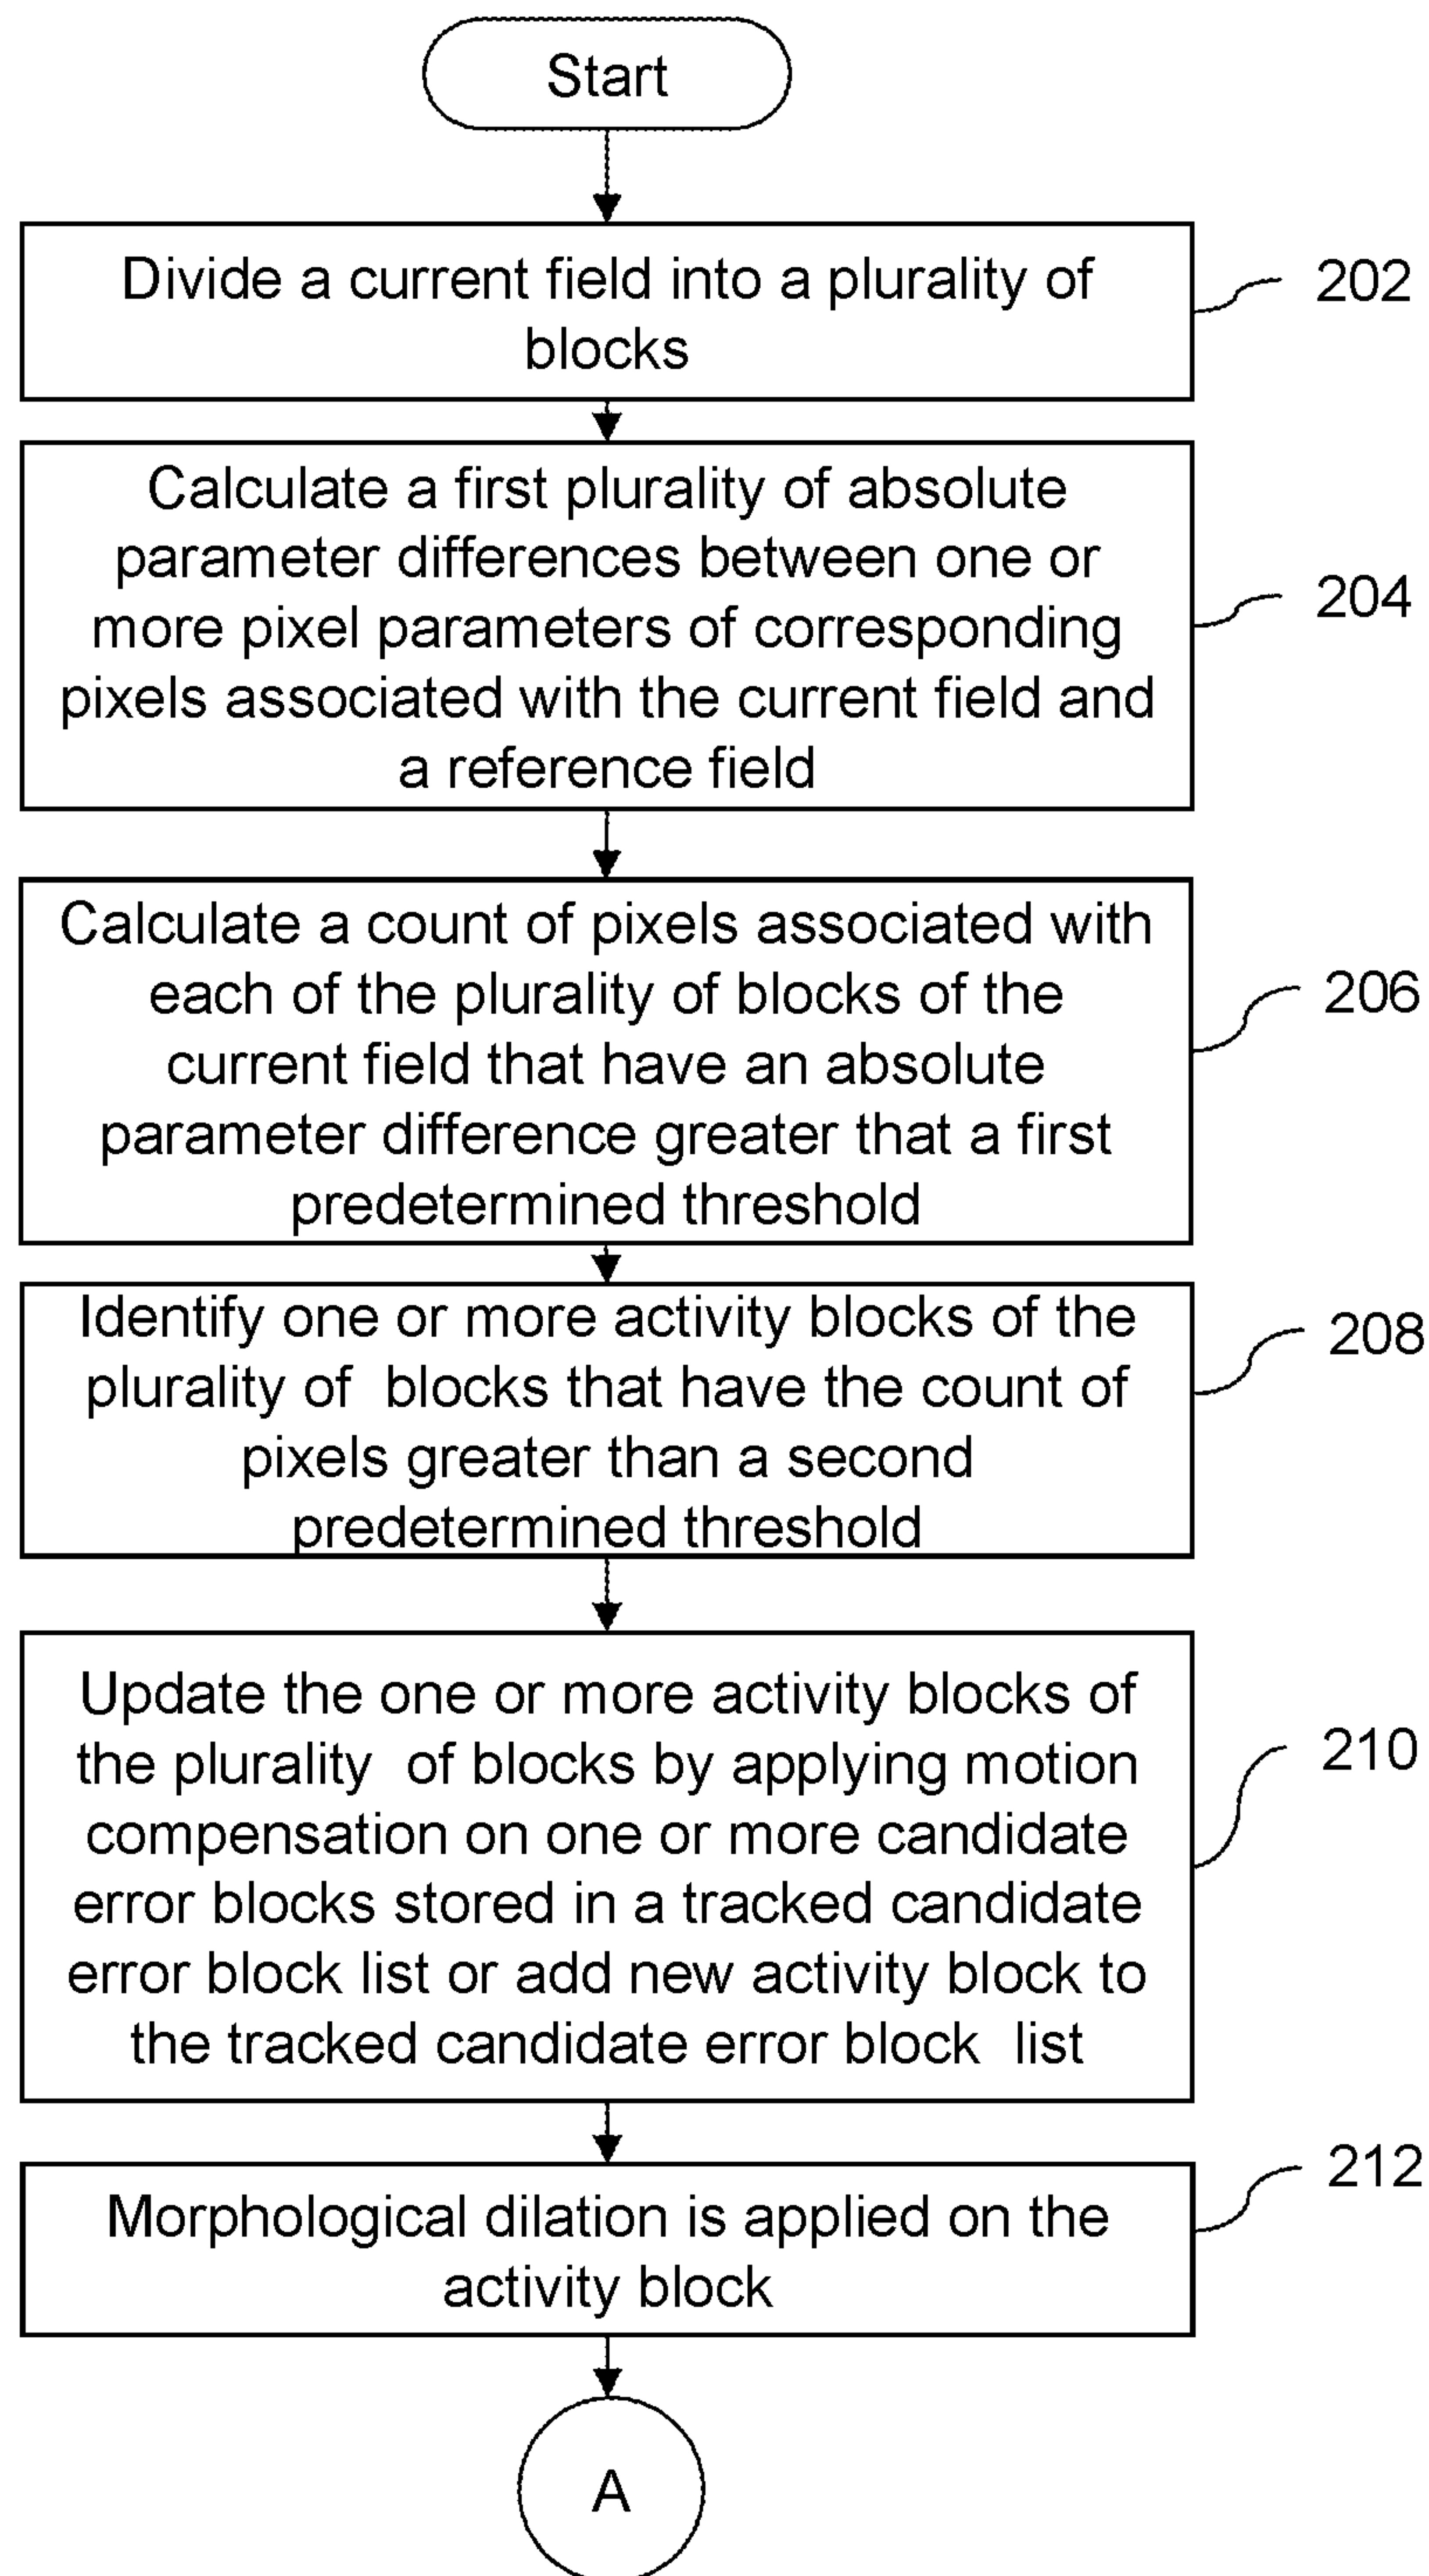 Start
Divide a current field into a plurality of
blocks
202
Calculate a first plurality of absolute
parameter differences between one or
more pixel parameters of corresponding
pixels associated with the current field and
a reference field
204
Calculate a count of pixels associated with
each of the plurality of blocks of the
current field that have an absolute
parameter difference greater that a first
predetermined threshold
206
Identify one or more activity blocks of the
plurality of  blocks that have the count of
pixels greater than a second
predetermined threshold
208
Update the one or more activity blocks of
the plurality  of blocks by applying motion
compensation on one or more candidate
error blocks stored in a tracked candidate
error block list or add new activity block to
the tracked candidate error block  list
210
Morphological dilation is applied on the
activity block
212
A